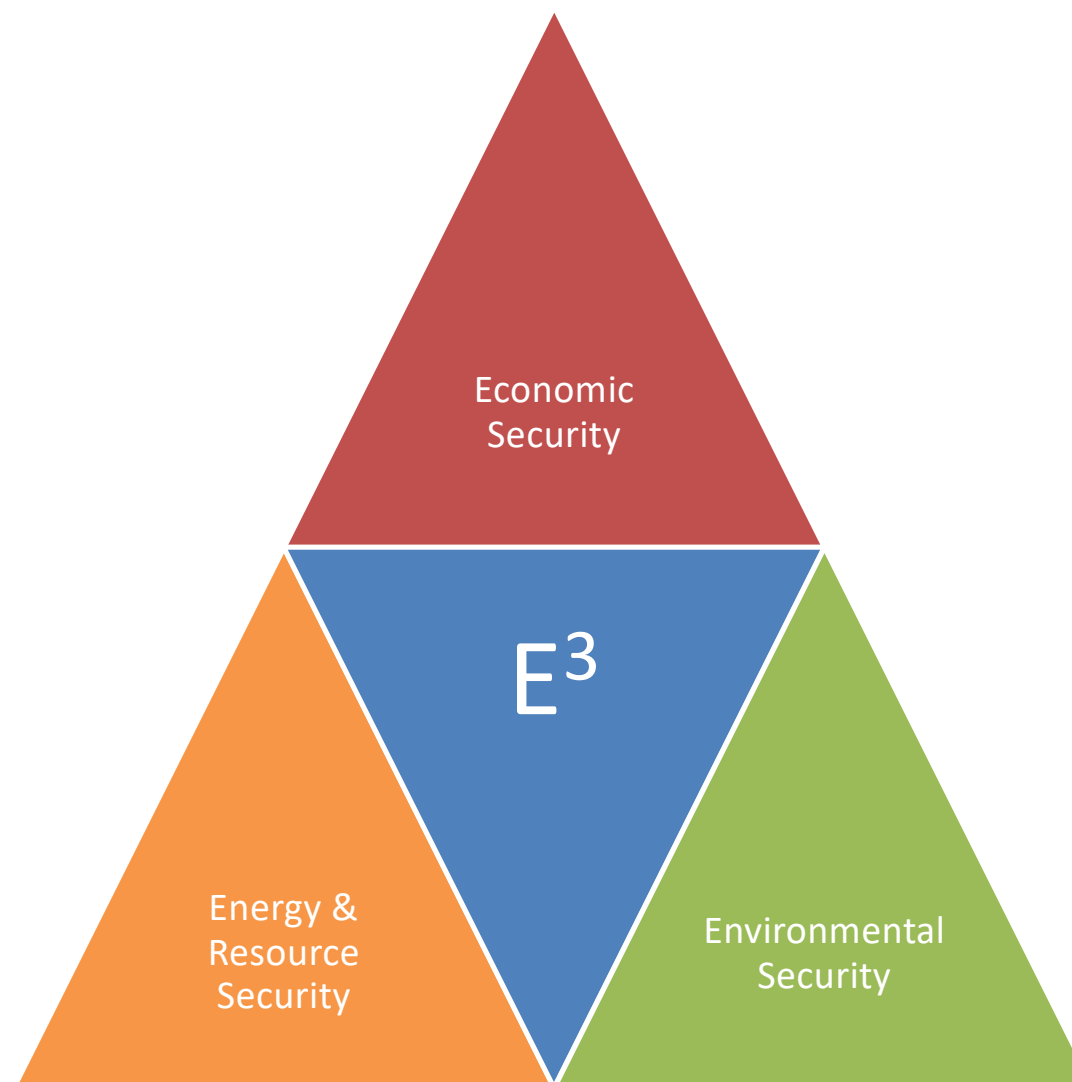 Economic
Security
E³
Energy &
Resource
Security
Environmental
Security